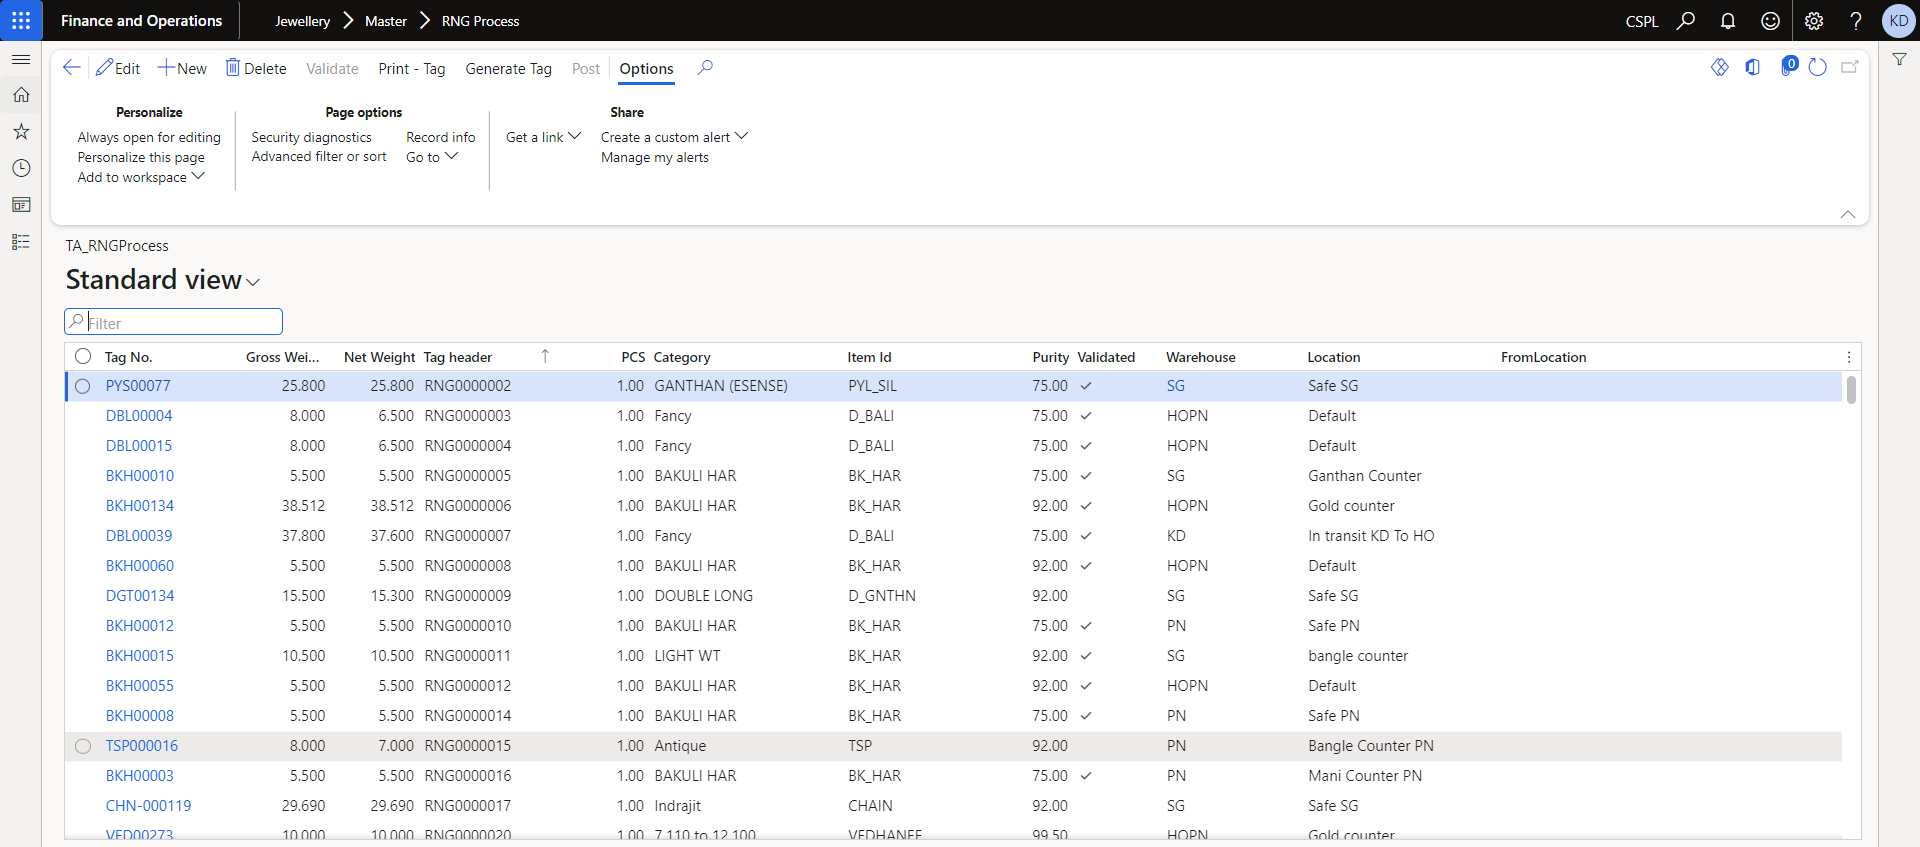 Finance and Operations Jewellery Master RNG Process CSPL KD
Edit New Delete Validate Print - Tag Generate Tag Post Options 0
Personalize Page options Share
Always open for editing Security diagnostics Record info Get a link Create a custom alert
Personalize this page Advanced filter or sort Go to Manage my alerts
Add to workspace
TA_RNGProcess
Standard view
Filter
Tag No. Gross Wei... Net Weight Tag header PCS Category Item Id Purity Validated Warehouse Location FromLocation
PYS00077 25.800 25.800 RNG0000002 1.00 GANTHAN (ESENSE) PYL_SIL 75.00 SG Safe SG
DBL00004 8.000 6.500 RNG0000003 1.00 Fancy D_BALI 75.00 HOPN Default
DBL00015 8.000 6.500 RNG0000004 1.00 Fancy D_BALI 75.00 HOPN Default
BKH00010 5.500 5.500 RNG0000005 1.00 BAKULI HAR BK_HAR 75.00 SG Ganthan Counter
BKH00134 38.512 38.512 RNG0000006 1.00 BAKULI HAR BK_HAR 92.00 HOPN Gold counter
DBL00039 37.800 37.600 RNG0000007 1.00 Fancy D_BALI 75.00 KD In transit KD To HO
BKH00060 5.500 5.500 RNG0000008 1.00 BAKULI HAR BK_HAR 92.00 HOPN Default
DGT00134 15.500 15.300 RNG0000009 1.00 DOUBLE LONG D_GNTHN 92.00 SG Safe SG
BKH00012 5.500 5.500 RNG0000010 1.00 BAKULI HAR BK_HAR 75.00 PN Safe PN
BKH00015 10.500 10.500 RNG0000011 1.00 LIGHT WT BK_HAR 92.00 SG bangle counter
BKH00055 5.500 5.500 RNG0000012 1.00 BAKULI HAR BK_HAR 92.00 HOPN Default
BKH00008 5.500 5.500 RNG0000014 1.00 BAKULI HAR BK_HAR 75.00 PN Safe PN
TSP000016 8.000 7.000 RNG0000015 1.00 Antique TSP 92.00 PN Bangle Counter PN
BKH00003 5.500 5.500 RNG0000016 1.00 BAKULI HAR BK_HAR 75.00 PN Mani Counter PN
CHN-000119 29.690 29.690 RNG0000017 1.00 Indrajit CHAIN 92.00 SG Safe SG
VED00273 10.000 10.000 RNG0000020 1.00 7.110 to 12.100 VEDHANEE 99.50 HOPN Gold counter